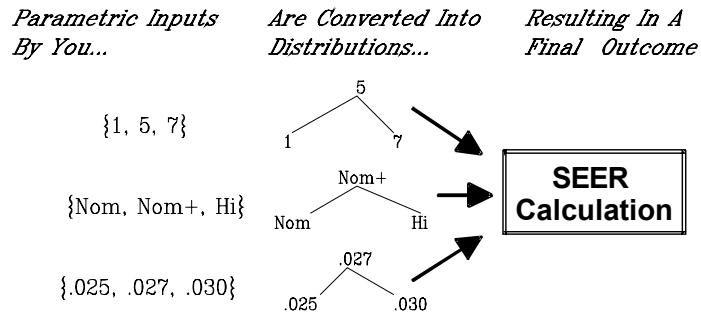 Parametric Inputs
By You...
Are Converted Into
Distributions...
Resulting In A
Final Outcome
{1, 5, 7}
5
1
7
{Nom, Nom+, Hi}
Nom+
Nom
Hi
{.025, .027, .030}
.027
.025
.030
SEER
Calculation